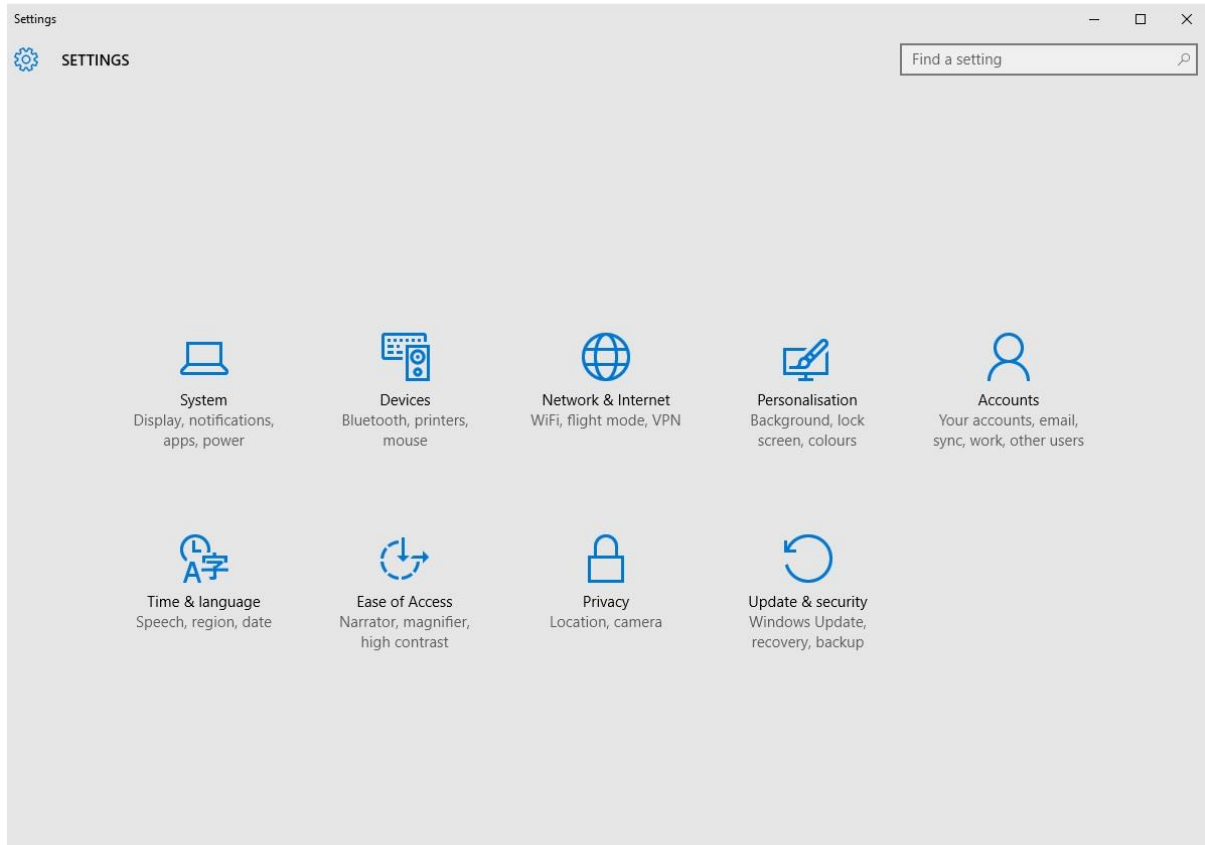 Settings
SETTINGS
Find a setting
System
Display, notifications,
apps, power
Devices
Bluetooth, printers,
mouse
Network & Internet
WiFi, flight mode, VPN
Personalisation
Background, lock
screen, colours
Accounts
Your accounts, email,
sync, work, other users
Time & language
Speech, region, date
Ease of Access
Narrator, magnifier,
high contrast
Privacy
Location, camera
Update & security
Windows Update,
recovery, backup